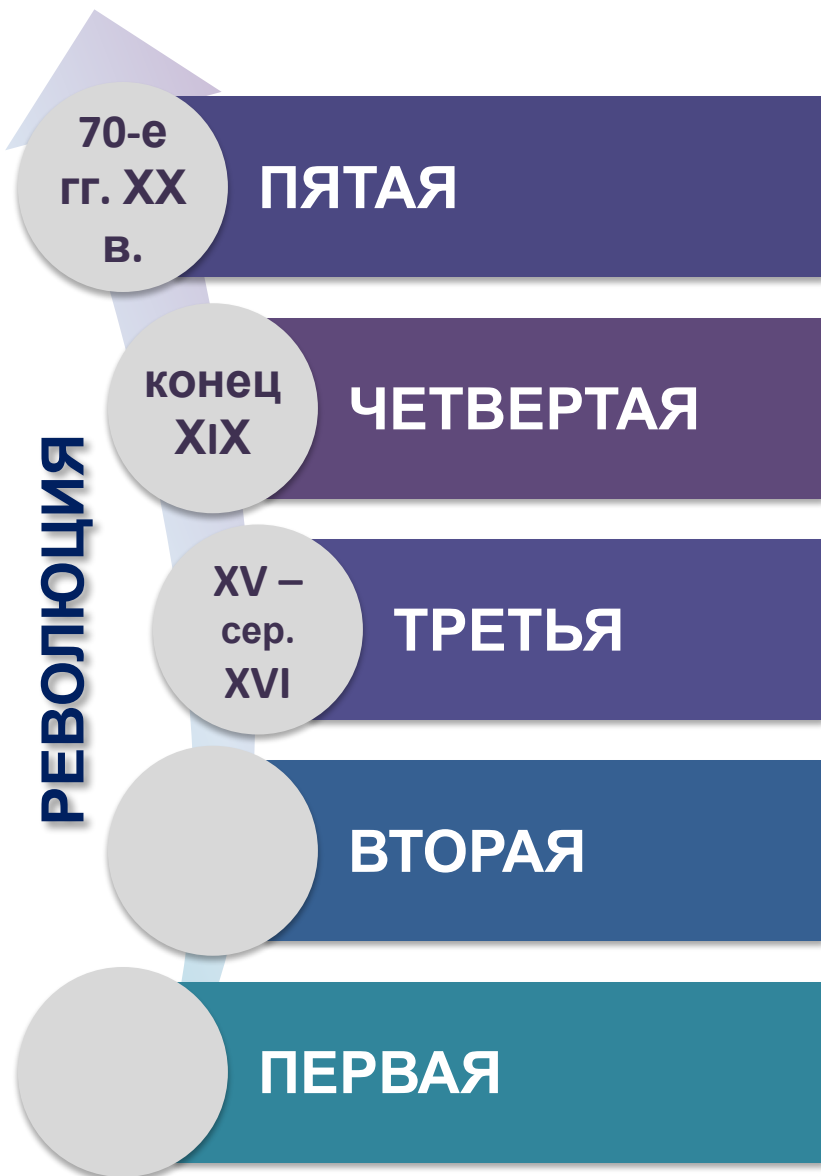 70-е
гг. XX
в.
ПЯТАЯ
конец
XIX
ЧЕТВЕРТАЯ
РЕВОЛЮЦИЯ
XV –
сер.
XVI
ТРЕТЬЯ
ВТОРАЯ
ПЕРВАЯ